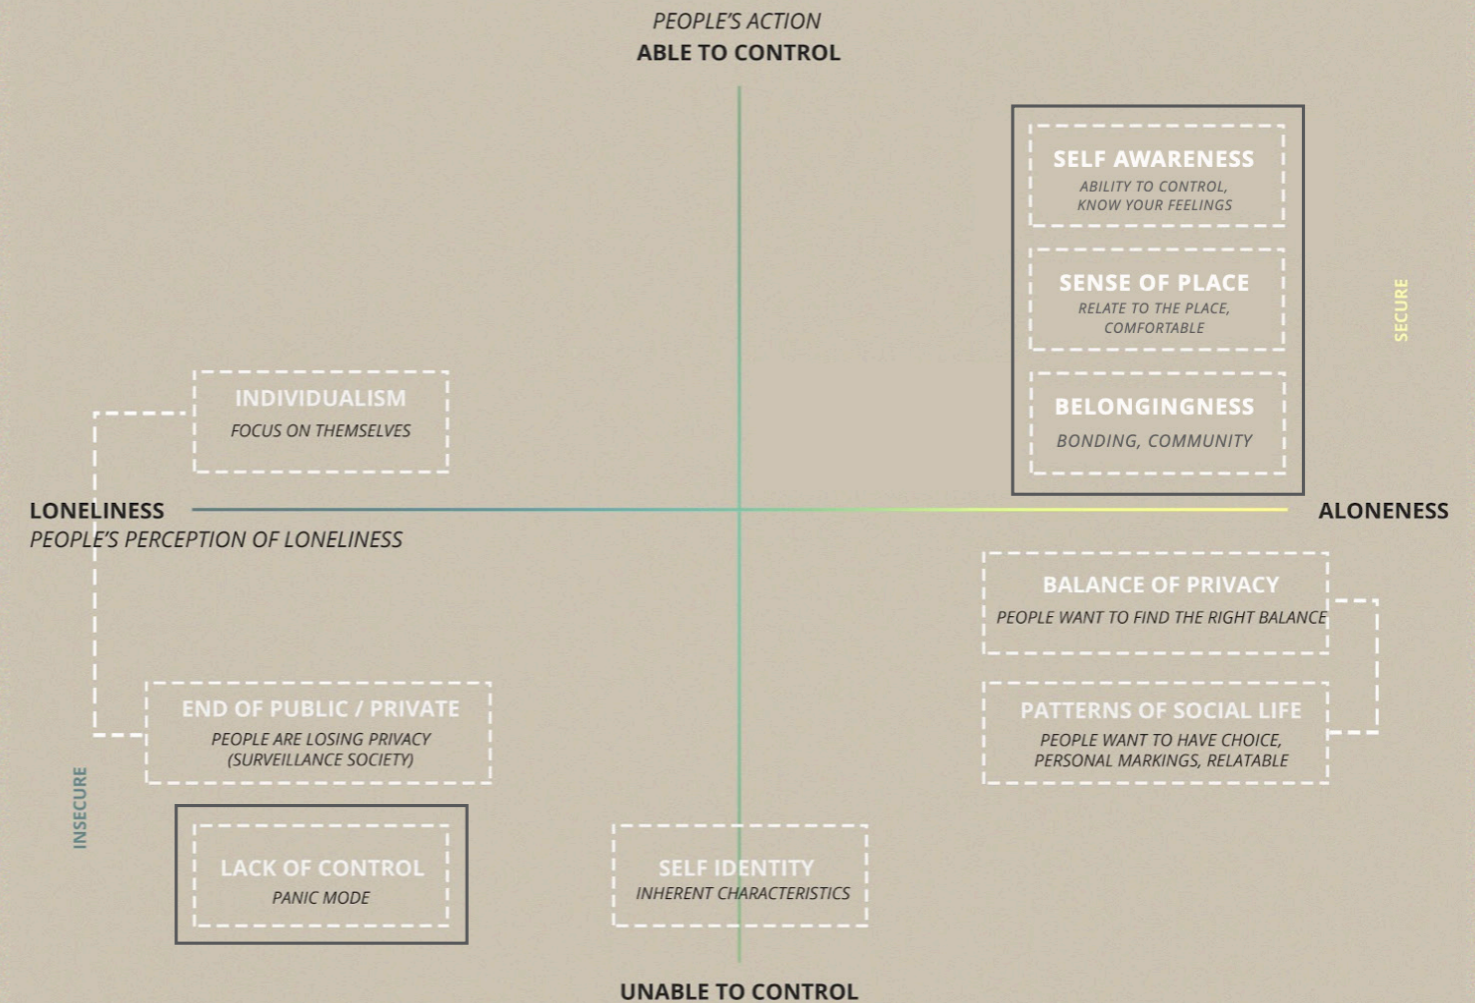 PEOPLE’S ACTION
ABLE TO CONTROL
SELF AWARENESS
ABILITY TO CONTROL,
KNOW YOUR FEELINGS
SENSE OF PLACE
RELATE TO THE PLACE,
COMFORTABLE
SECURE
INDIVIDUALISM
FOCUS ON THEMSELVES
BELONGINGNESS
BONDING, COMMUNITY
LONELINESS
PEOPLE’S PERCEPTION OF LONELINESS
ALONENESS
BALANCE OF PRIVACY
PEOPLE WANT TO FIND THE RIGHT BALANCE
END OF PUBLIC / PRIVATE
PEOPLE ARE LOSING PRIVACY
(SURVEILLANCE SOCIETY)
PATTERNS OF SOCIAL LIFE
PEOPLE WANT TO HAVE CHOICE,
PERSONAL MARKINGS, RELATABLE
INSECURE
LACK OF CONTROL
PANIC MODE
SELF IDENTITY
INHERENT CHARACTERISTICS
UNABLE TO CONTROL